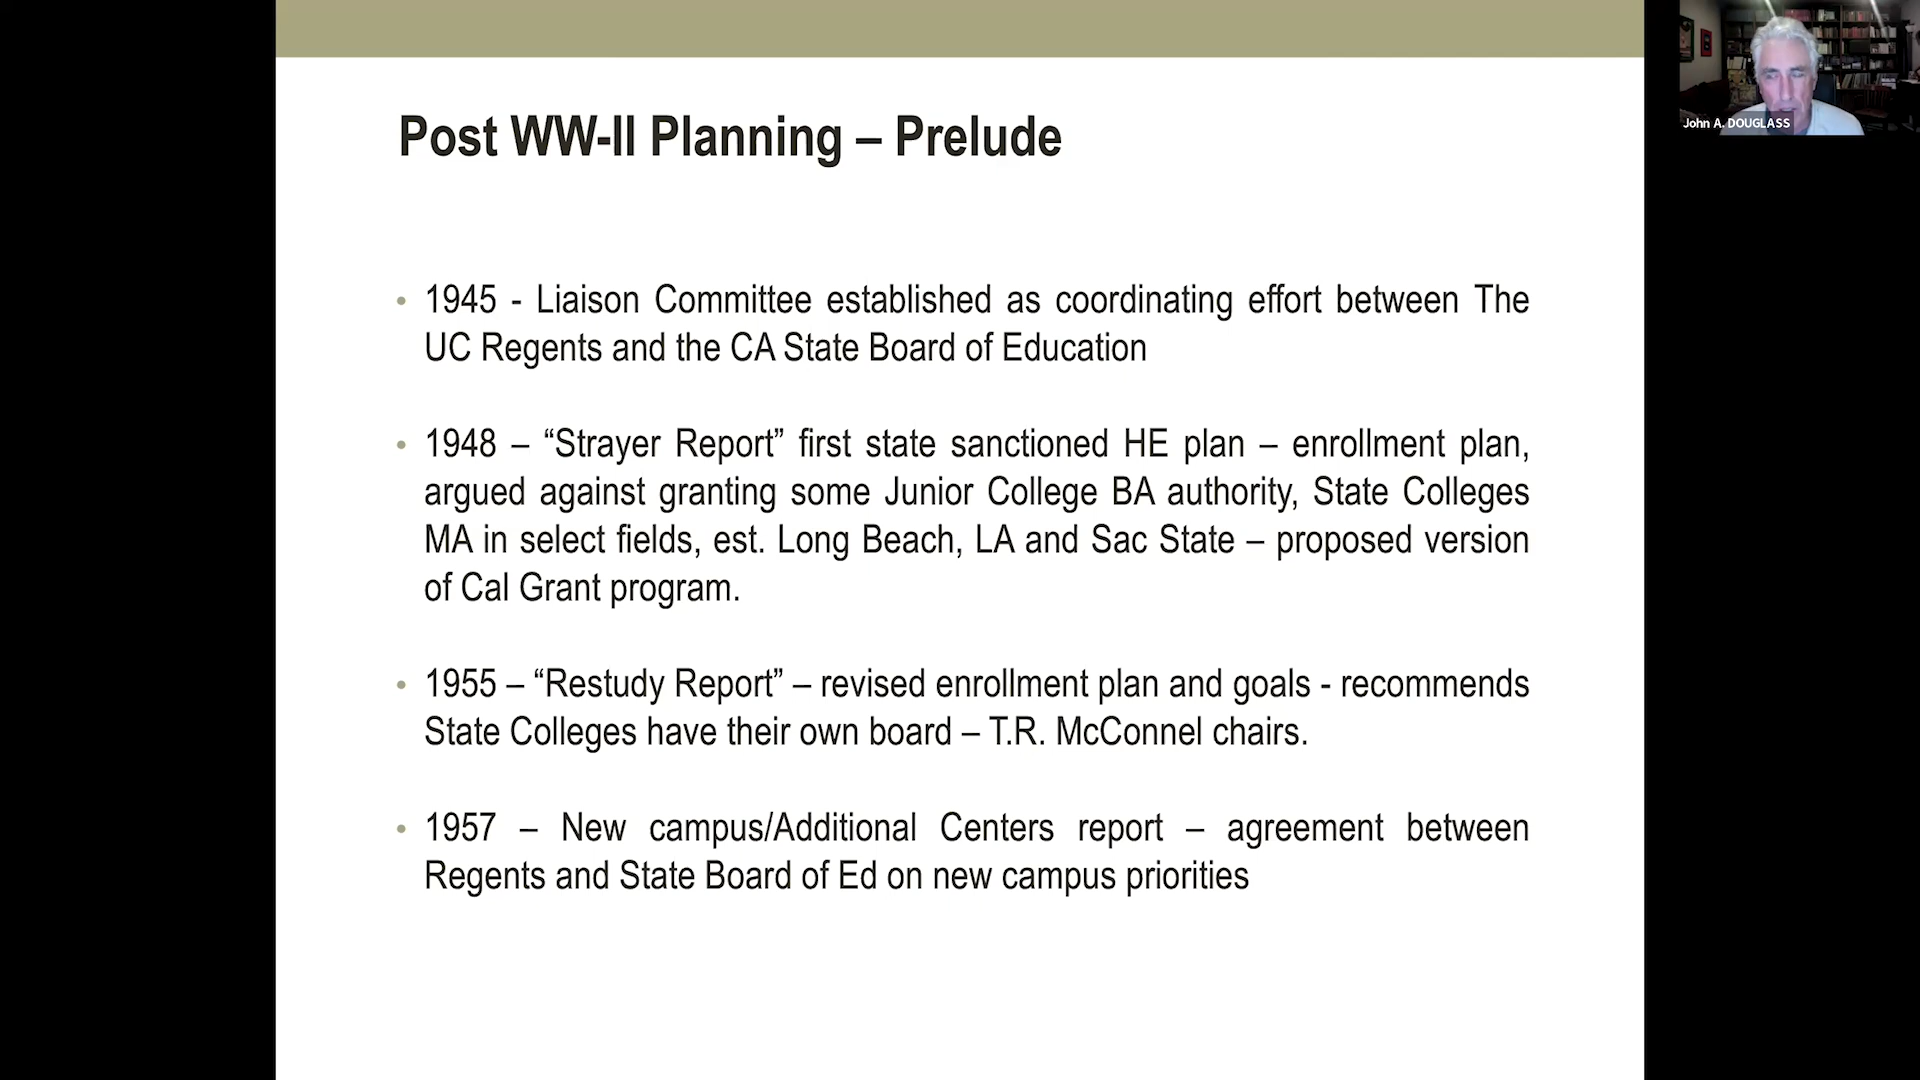 Post WW-II Planning – Prelude
• 1945 - Liaison Committee established as coordinating effort between The
UC Regents and the CA State Board of Education
• 1948 – “Strayer Report” first state sanctioned HE plan – enrollment plan,
argued against granting some Junior College BA authority, State Colleges
MA in select fields, est. Long Beach, LA and Sac State – proposed version
of Cal Grant program.
• 1955 – “Restudy Report” – revised enrollment plan and goals - recommends
State Colleges have their own board – T.R. McConnel chairs.
• 1957 – New campus/Additional Centers report – agreement between
Regents and State Board of Ed on new campus priorities
John A. DOUGLASS